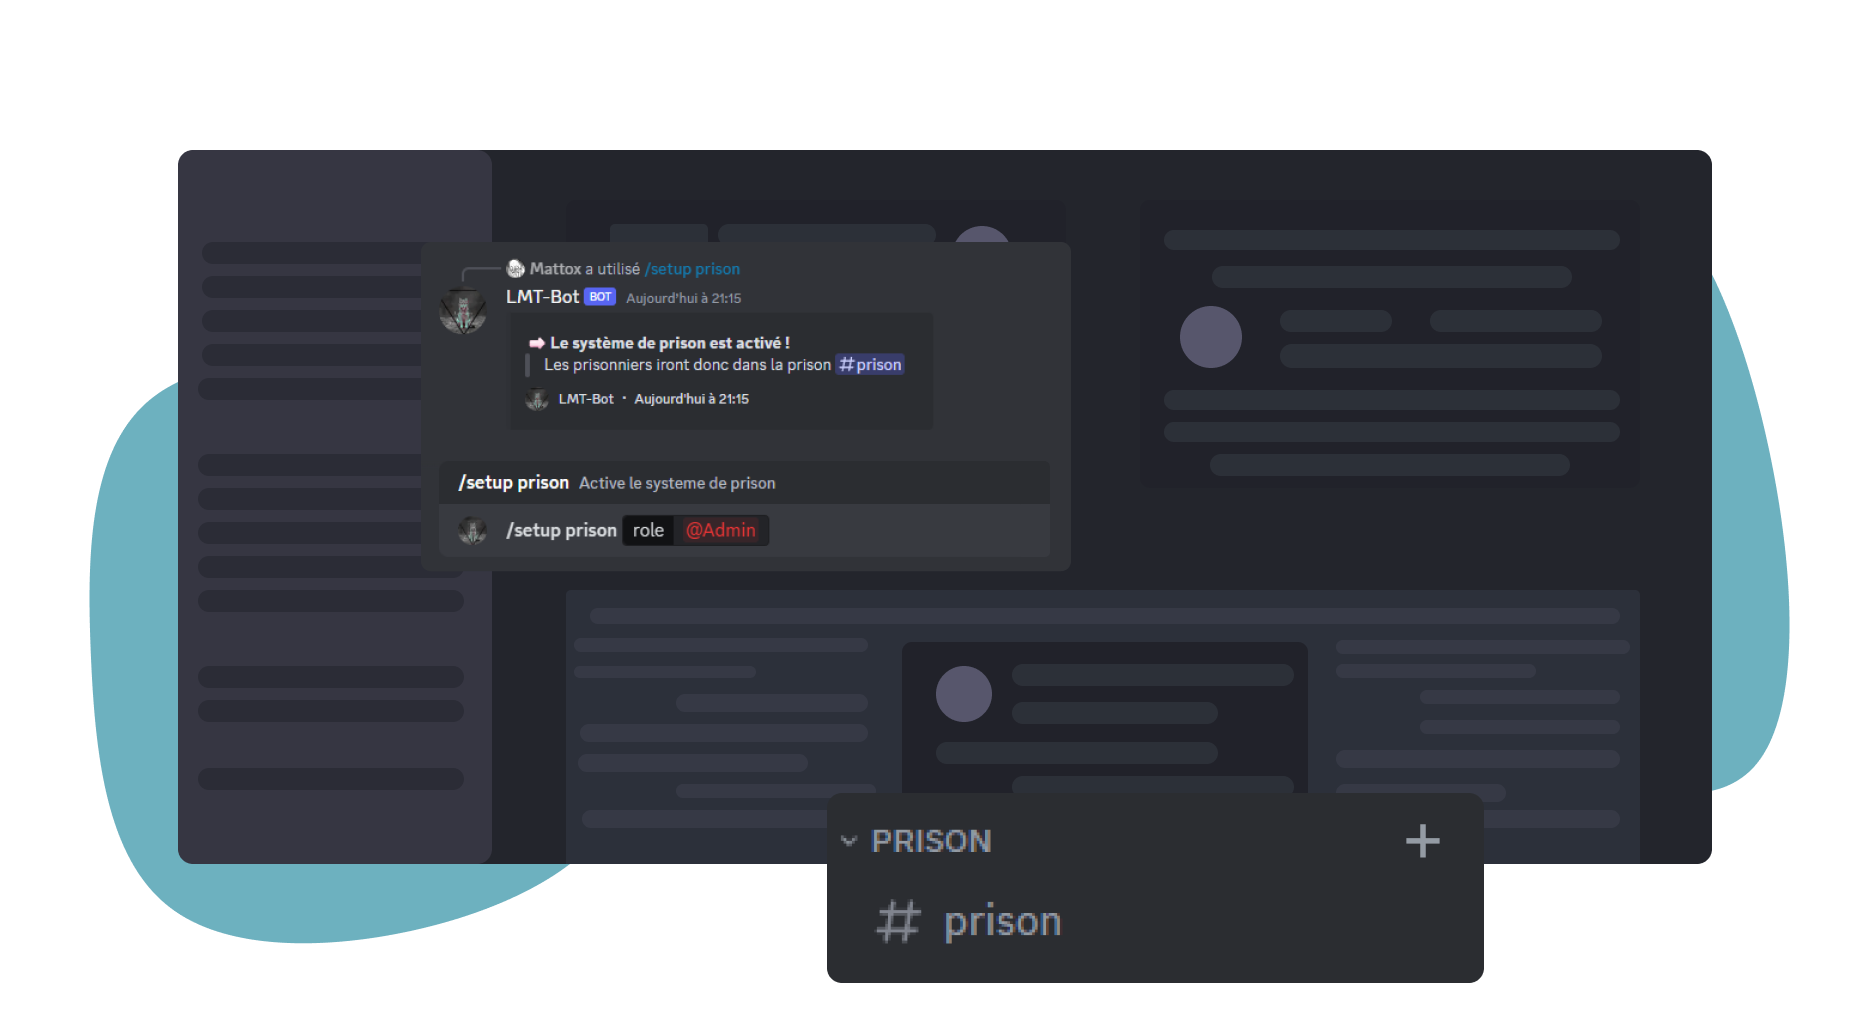 Mattox a utilisé /setup prison
LMT-Bot BOT Aujourd'hui à 21:15
Le système de prison est activé !
Les prisonniers iront donc dans la prison #prison
LMT-Bot • Aujourd'hui à 21:15
/setup prison Active le systeme de prison
/setup prison role @Admin
PRISON +
# prison